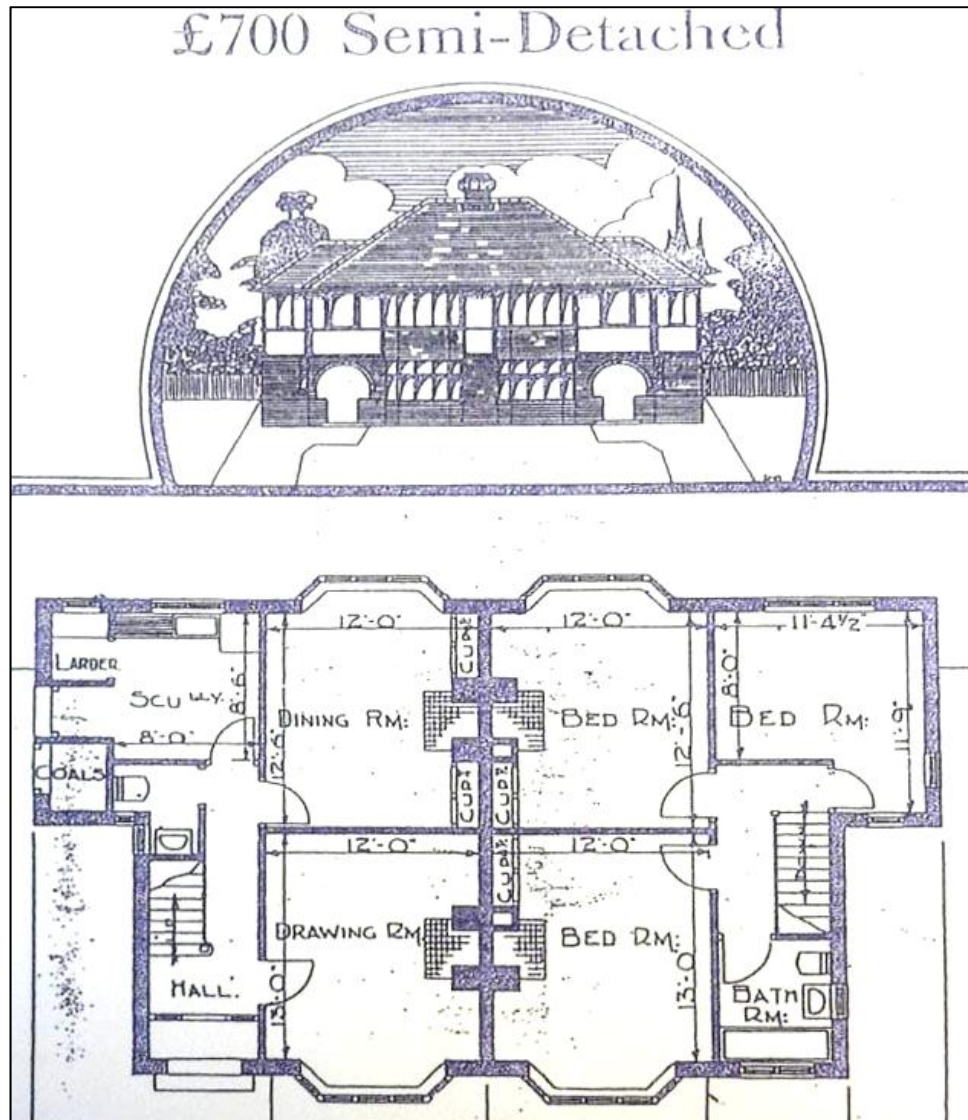 £700 Semi-Detached
12'-0"
12'-0"
11'-4½"
LARDER
SCULLY.
8'-6"
8'-0"
CUPD
DINING RM:
BED RM:
BED RM:
8'-0"
11'-9"
12'-6"
12'-6"
COALS
CUPD
CUPD
12'-0"
12'-0"
CUPD
DRAWING RM.
BED RM:
HALL.
13'-0"
13'-0"
BATH
RM: